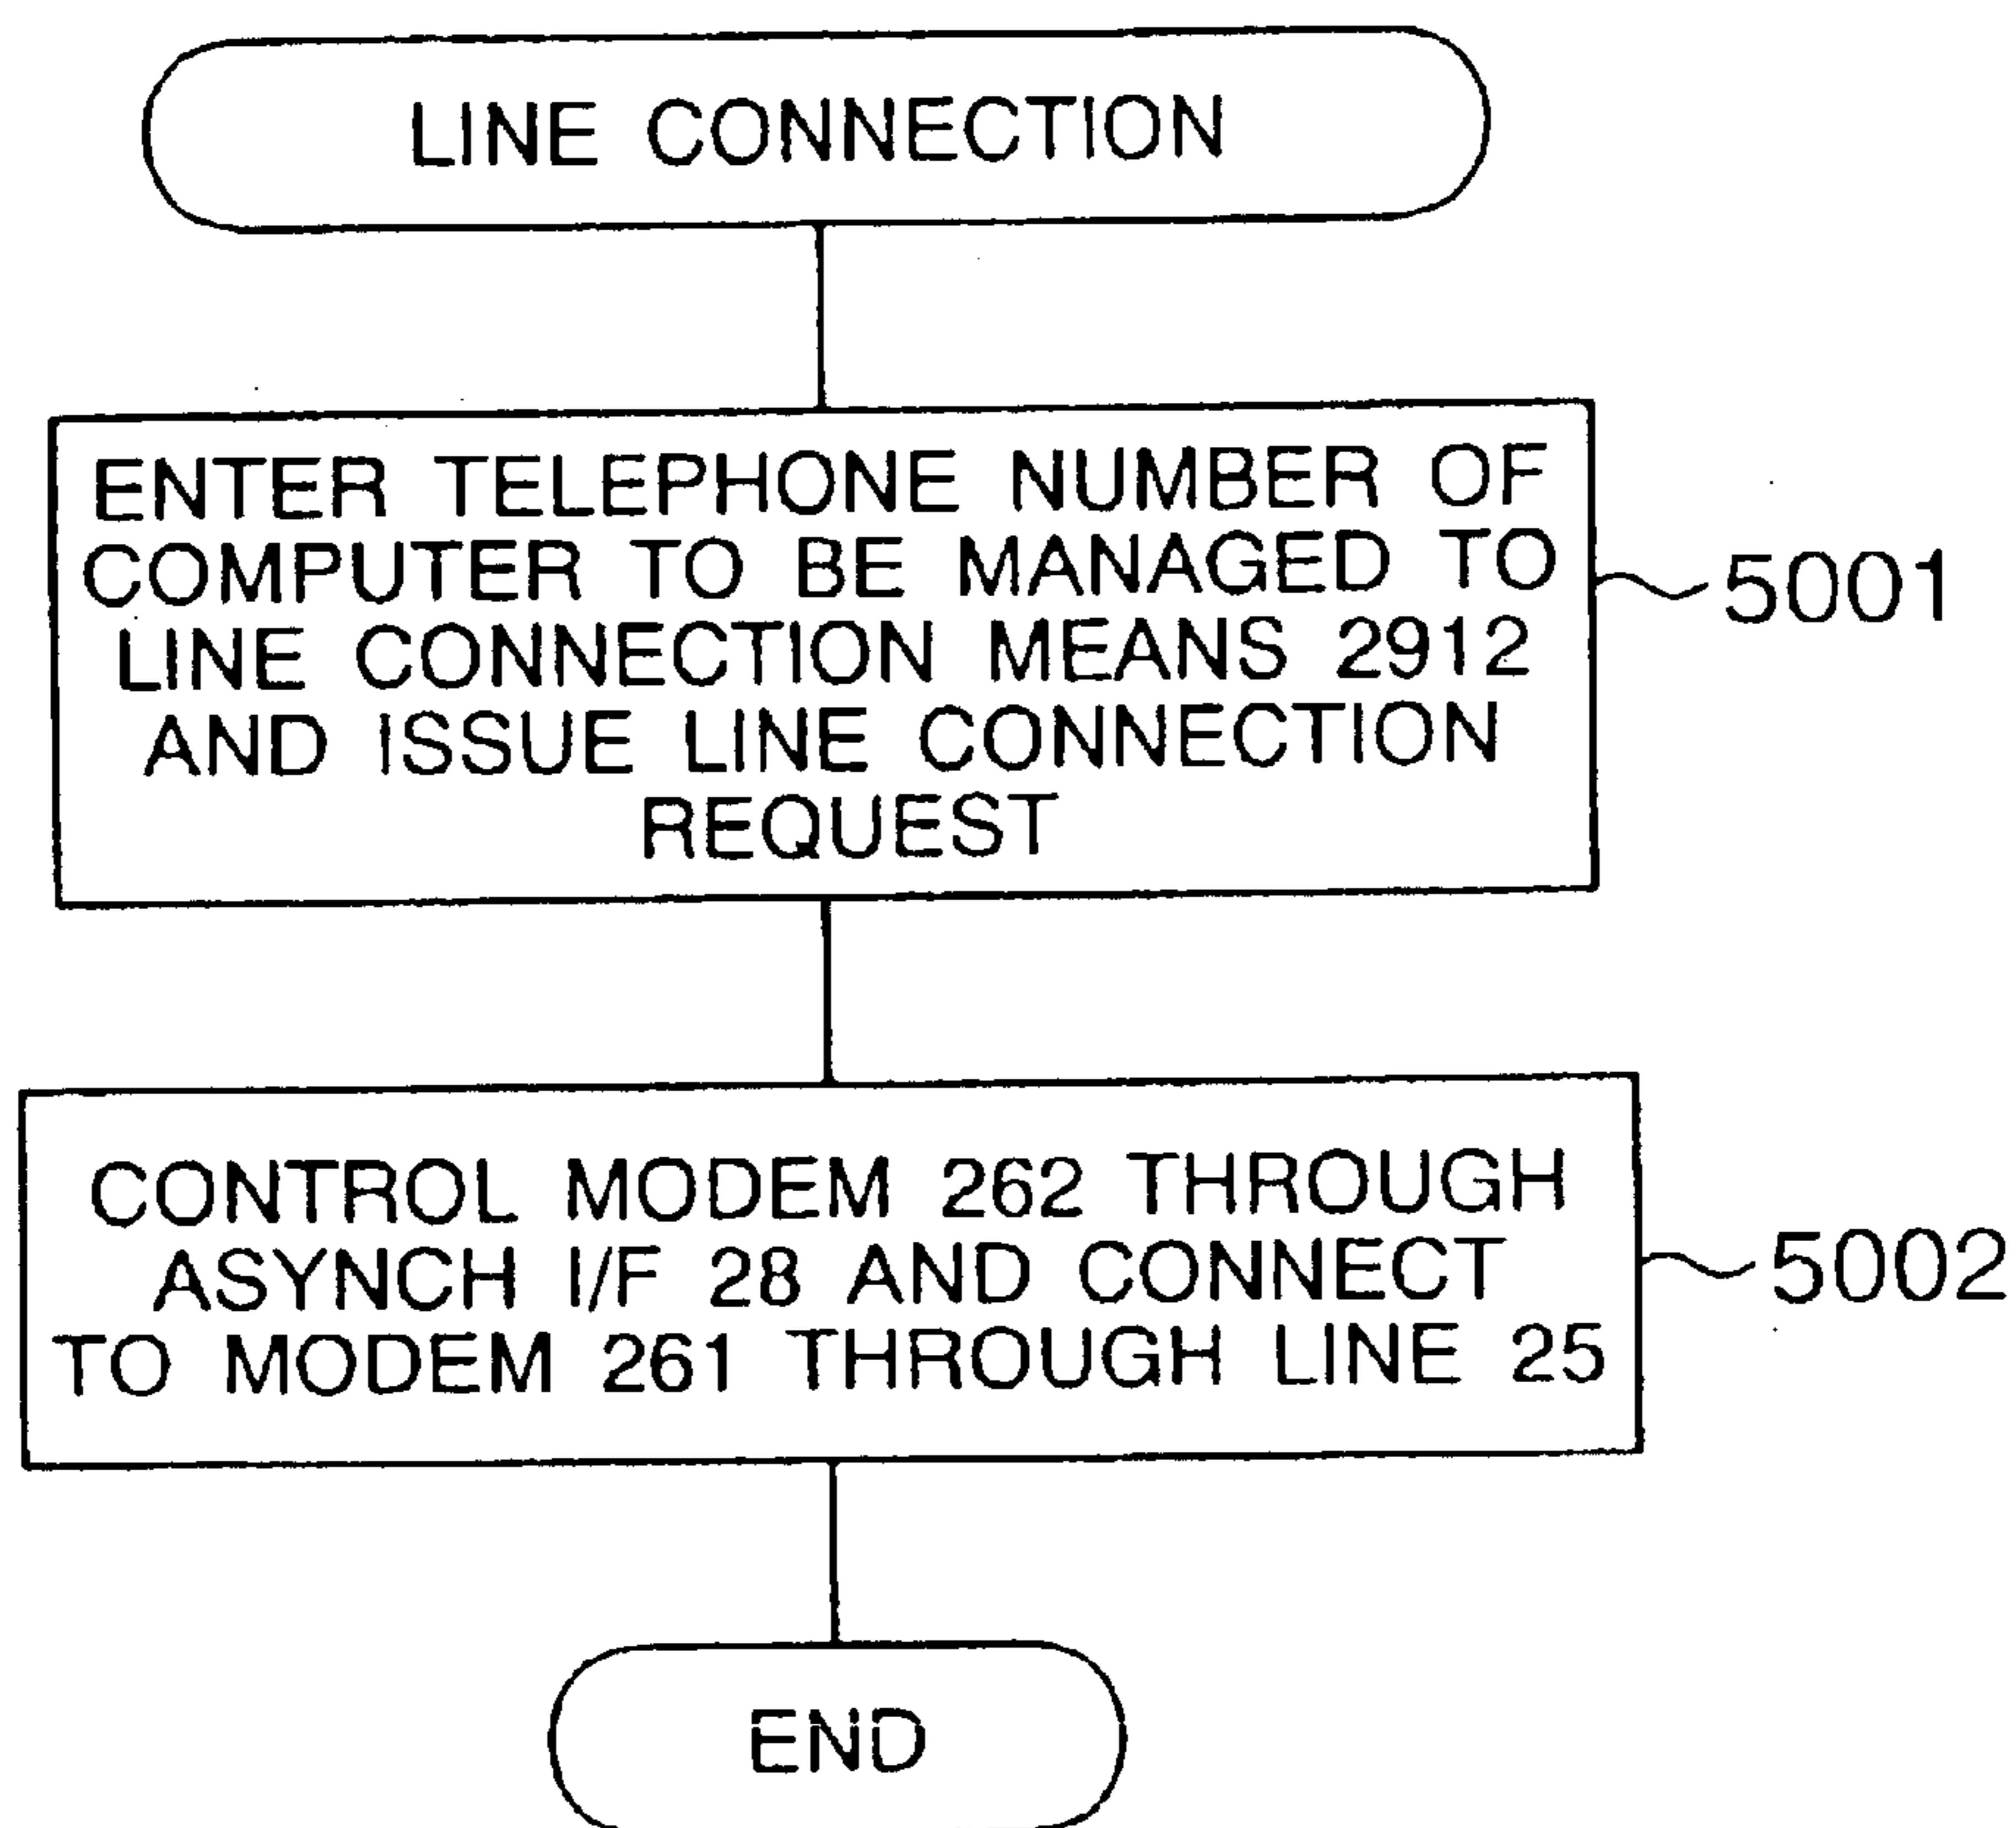 LINE CONNECTION
ENTER TELEPHONE NUMBER OF
COMPUTER TO BE MANAGED TO
LINE CONNECTION MEANS 2912
AND ISSUE LINE CONNECTION
REQUEST
5001
CONTROL MODEM 262 THROUGH
ASYNCH I/F 28 AND CONNECT
TO MODEM 261 THROUGH LINE 25
5002
END